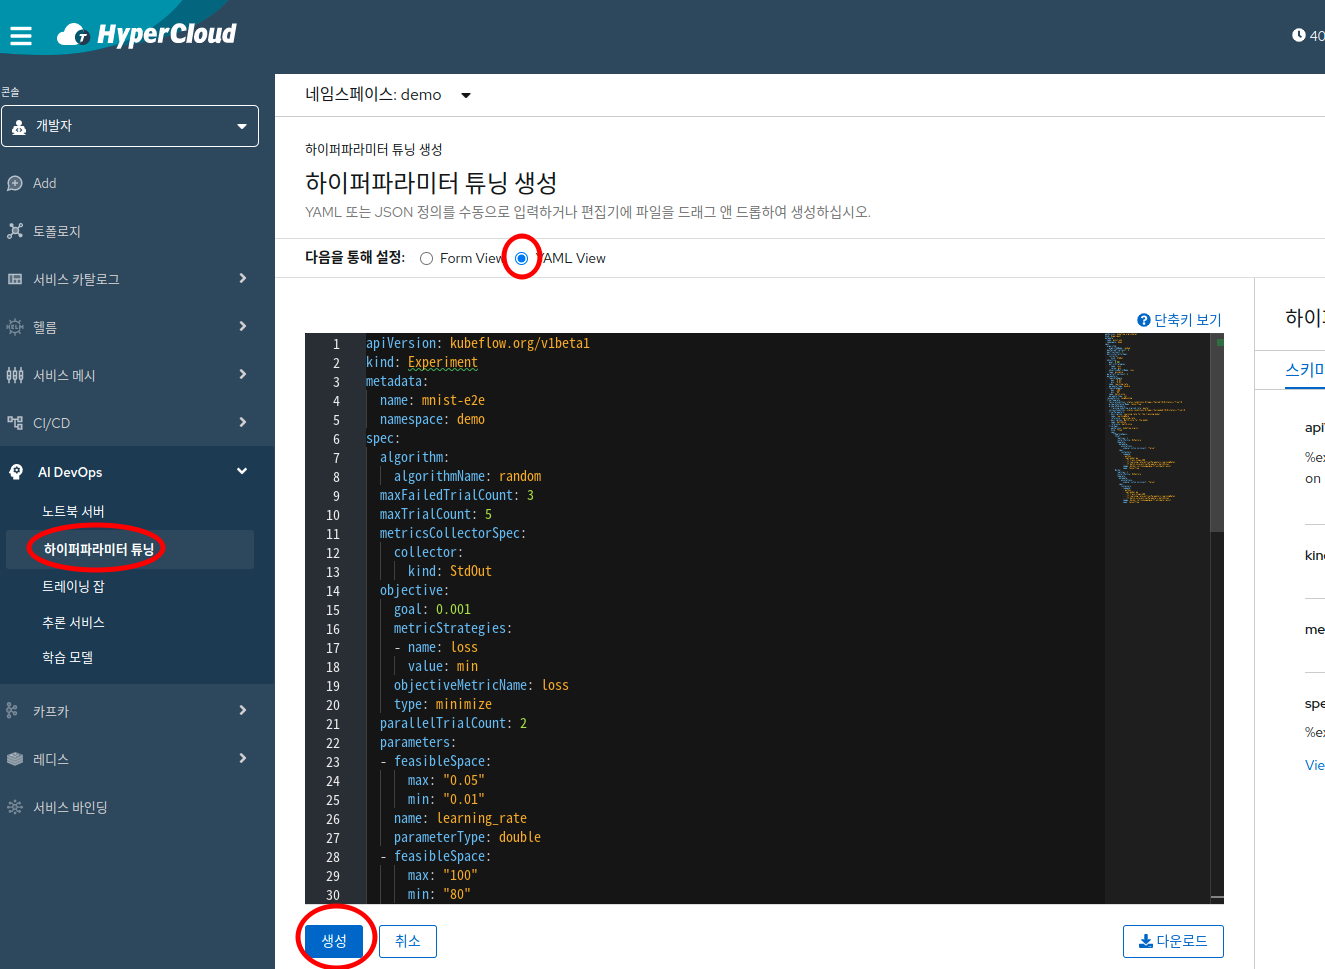 HyperCloud
40
콘솔
개발자
Add
토폴로지
서비스 카탈로그
헬름
서비스 메시
CI/CD
AI DevOps
노트북 서버
하이퍼파라미터 튜닝
트레이닝 잡
추론 서비스
학습 모델
카프카
레디스
서비스 바인딩
네임스페이스: demo
하이퍼파라미터 튜닝 생성
하이퍼파라미터 튜닝 생성
YAML 또는 JSON 정의를 수동으로 입력하거나 편집기에 파일을 드래그 앤 드롭하여 생성하십시오.
다음을 통해 설정: Form View YAML View
단축키 보기
1 apiVersion: kubeflow.org/v1beta1
2 kind: Experiment
3 metadata:
4 name: mnist-e2e
5 namespace: demo
6 spec:
7 algorithm:
8 algorithmName: random
9 maxFailedTrialCount: 3
10 maxTrialCount: 5
11 metricsCollectorSpec:
12 collector:
13 kind: StdOut
14 objective:
15 goal: 0.001
16 metricStrategies:
17 - name: loss
18 value: min
19 objectiveMetricName: loss
20 type: minimize
21 parallelTrialCount: 2
22 parameters:
23 - feasibleSpace:
24 max: "0.05"
25 min: "0.01"
26 name: learning_rate
27 parameterType: double
28 - feasibleSpace:
29 max: "100"
30 min: "80"
생성
취소
다운로드
하이
스키마
api
%ex
on
kin
me
spe
%ex
Vie